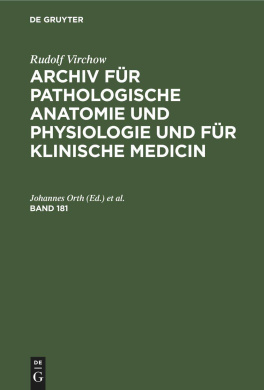 DE GRUYTER
Rudolf Virchow
ARCHIV FÜR
PATHOLOGISCHE
ANATOMIE UND
PHYSIOLOGIE UND FÜR
KLINISCHE MEDICIN
Johannes Orth (Ed.) et al.
BAND 181
DE
G